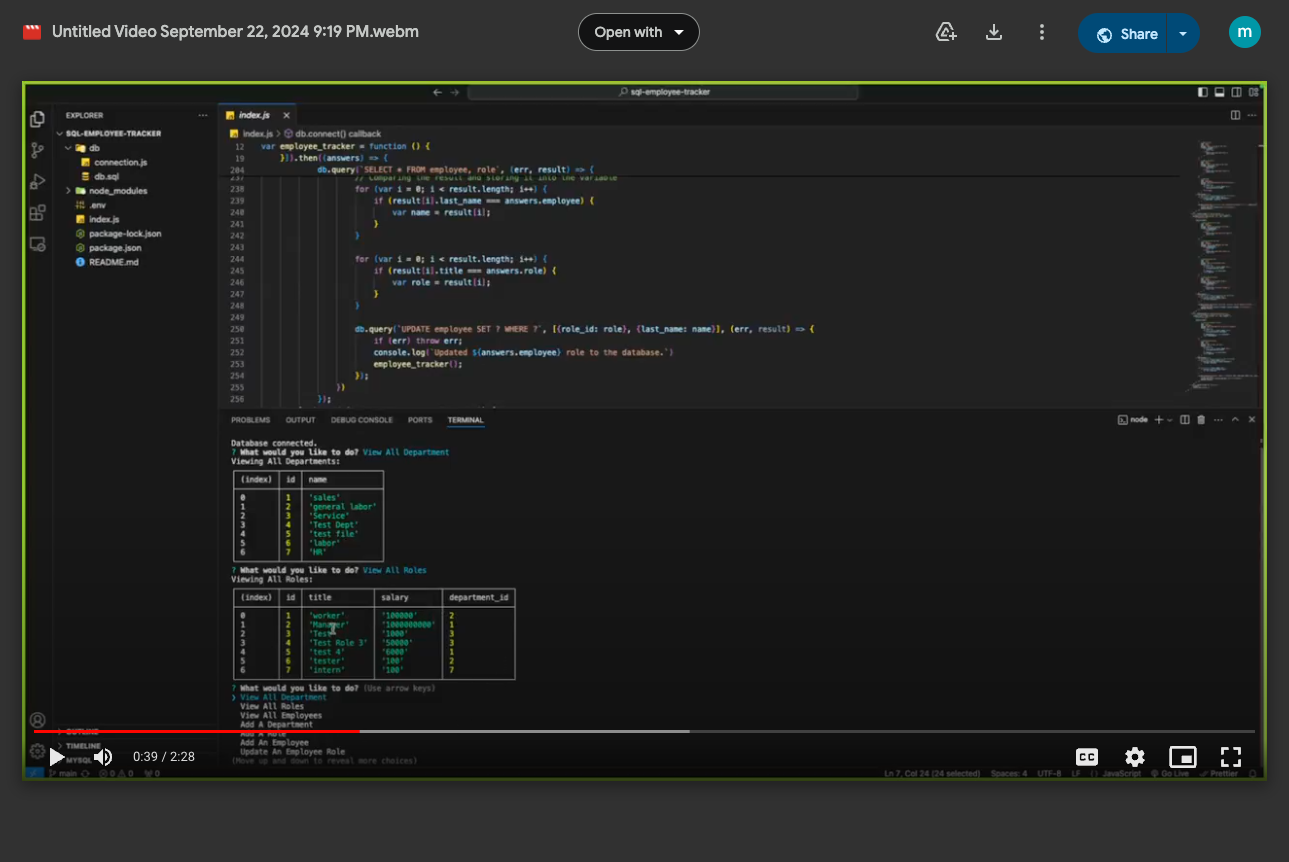 Untitled Video September 22, 2024 9:19 PM.webm
Open with
Share
m
sql-employee-tracker
EXPLORER
SQL-EMPLOYEE-TRACKER
db
connection.js
db.sql
node_modules
.env
index.js
package-lock.json
package.json
README.md
index.js
index.js > db.connect() callback
12 var employee_tracker = function () {
19 }]).then((answers) => {
204 db.query(`SELECT * FROM employee, role`, (err, result) => {
237 // Comparing the result and storing it into the variable
238 for (var i = 0; i < result.length; i++) {
239 if (result[i].last_name === answers.employee) {
240 var name = result[i];
241 }
242 }
243
244 for (var i = 0; i < result.length; i++) {
245 if (result[i].title === answers.role) {
246 var role = result[i];
247 }
248 }
249
250 db.query(`UPDATE employee SET ? WHERE ?`, [{role_id: role}, {last_name: name}], (err, result) => {
251 if (err) throw err;
252 console.log(`Updated ${answers.employee} role to the database.`)
253 employee_tracker();
254 });
255 })
256 });
PROBLEMS OUTPUT DEBUG CONSOLE PORTS TERMINAL
node
Database connected.
? What would you like to do? View All Department
Viewing All Departments:
(index) id name
0 1 'sales'
1 2 'general labor'
2 3 'Service'
3 4 'Test Dept'
4 5 'test file'
5 6 'labor'
6 7 'HR'
? What would you like to do? View All Roles
Viewing All Roles:
(index) id title salary department_id
0 1 'worker' '100000' 2
1 2 'Manager' '1000000000' 1
2 3 'Test' '1000' 3
3 4 'Test Role 3' '50000' 3
4 5 'test 4' '6000' 1
5 6 'tester' '100' 2
6 7 'intern' '100' 7
? What would you like to do? (Use arrow keys)
> View All Department
View All Roles
View All Employees
Add A Department
Add A Role
Add An Employee
Update An Employee Role
(Move up and down to reveal more choices)
OUTLINE
TIMELINE
MYSQL
0:39 / 2:28
CC
main 0 0 0
Ln 7, Col 24 (24 selected) Spaces: 4 UTF-8 LF {} JavaScript Go Live Prettier